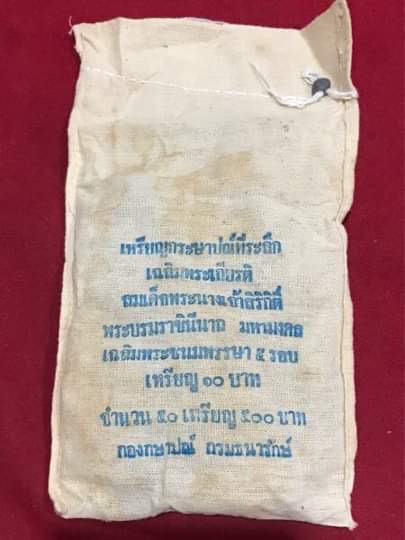 เหรียญกระษาปณ์ที่ระลึก
เฉลิมพระเกียรติ
สมเด็จพระนางเจ้าสิริกิติ์
พระบรมราชินีนาถ มหามงคล
เฉลิมพระชนมพรรษา ๕ รอบ
เหรียญ ๑๐ บาท
จำนวน ๕๐ เหรียญ ๕๐๐ บาท
กองกษาปณ์ กรมธนารักษ์